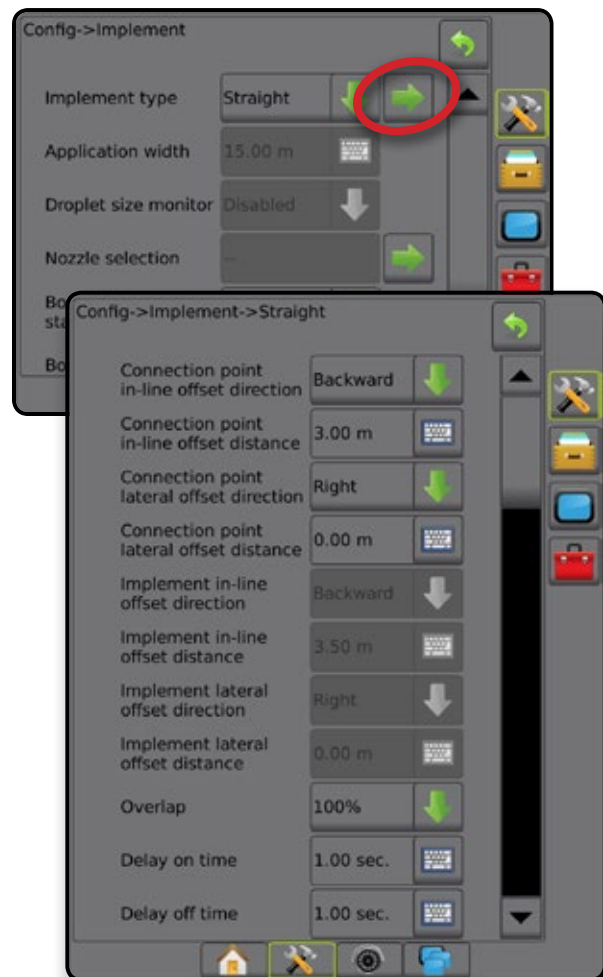 Config->Implement
Implement type Straight
Application width 15.00 m
Droplet size monitor Disabled
Nozzle selection --
Bo
sta
Bo
Config->Implement->Straight
Connection point
in-line offset direction Backward
Connection point
in-line offset distance 3.00 m
Connection point
lateral offset direction Right
Connection point
lateral offset distance 0.00 m
Implement in-line
offset direction Backward
Implement in-line
offset distance 3.50 m
Implement lateral
offset direction Right
Implement lateral
offset distance 0.00 m
Overlap 100%
Delay on time 1.00 sec.
Delay off time 1.00 sec.